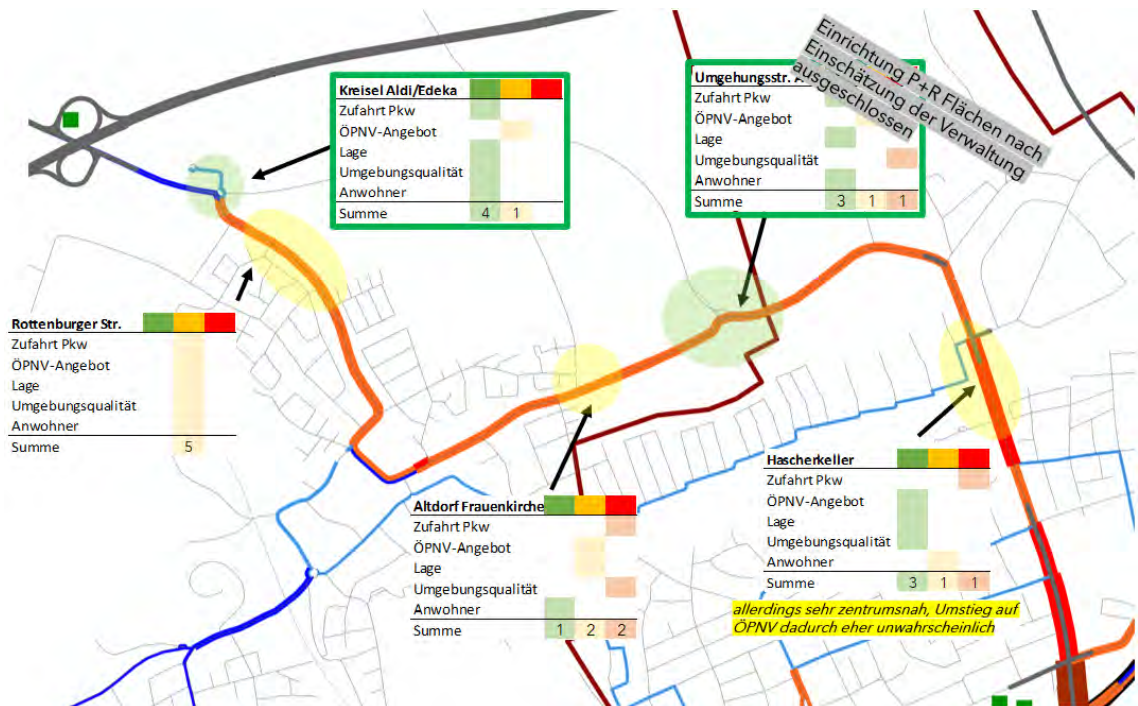 Kreisel Aldi/Edeka
Zufahrt Pkw
ÖPNV-Angebot
Lage
Umgebungsqualität
Anwohner
Summe 4 1
Umgehungsstr.
Zufahrt Pkw
ÖPNV-Angebot
Lage
Umgebungsqualität
Anwohner
Summe 3 1 1
Einrichtung P+R Flächen nach
Einschätzung der Verwaltung
ausgeschlossen
Rottenburger Str.
Zufahrt Pkw
ÖPNV-Angebot
Lage
Umgebungsqualität
Anwohner
Summe 5
Altdorf Frauenkirche
Zufahrt Pkw
ÖPNV-Angebot
Lage
Umgebungsqualität
Anwohner
Summe 1 2 2
Hascherkeller
Zufahrt Pkw
ÖPNV-Angebot
Lage
Umgebungsqualität
Anwohner
Summe 3 1 1
allerdings sehr zentrumsnah, Umstieg auf
ÖPNV dadurch eher unwahrscheinlich